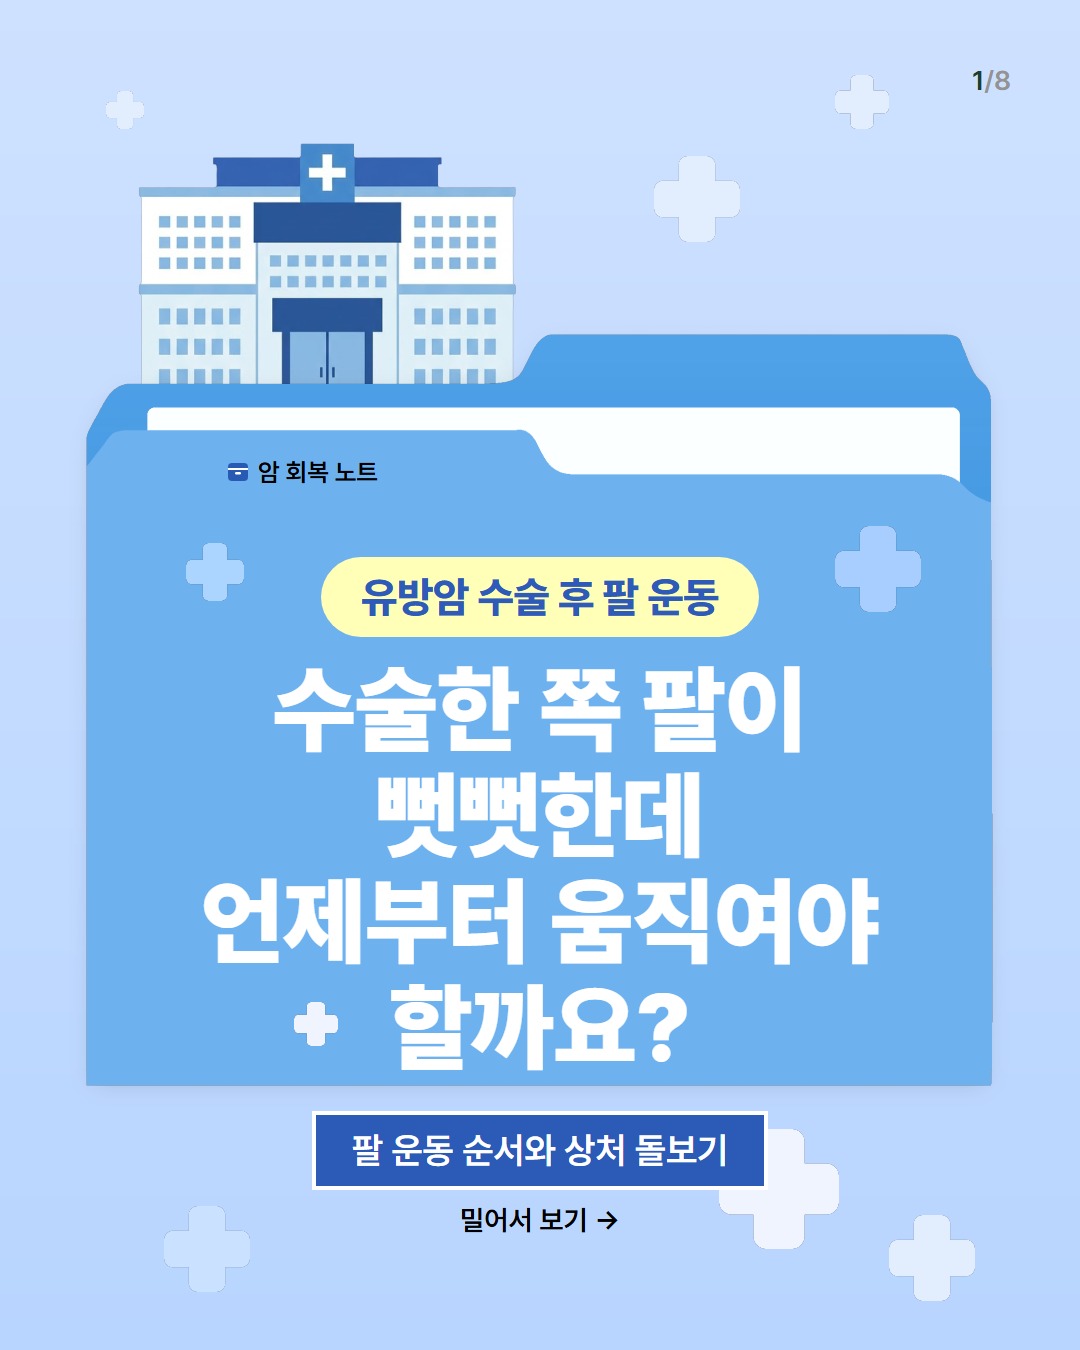 1/8
암 회복 노트
유방암 수술 후 팔 운동
수술한 쪽 팔이
뻣뻣한데
언제부터 움직여야
할까요?
팔 운동 순서와 상처 돌보기
밀어서 보기 →